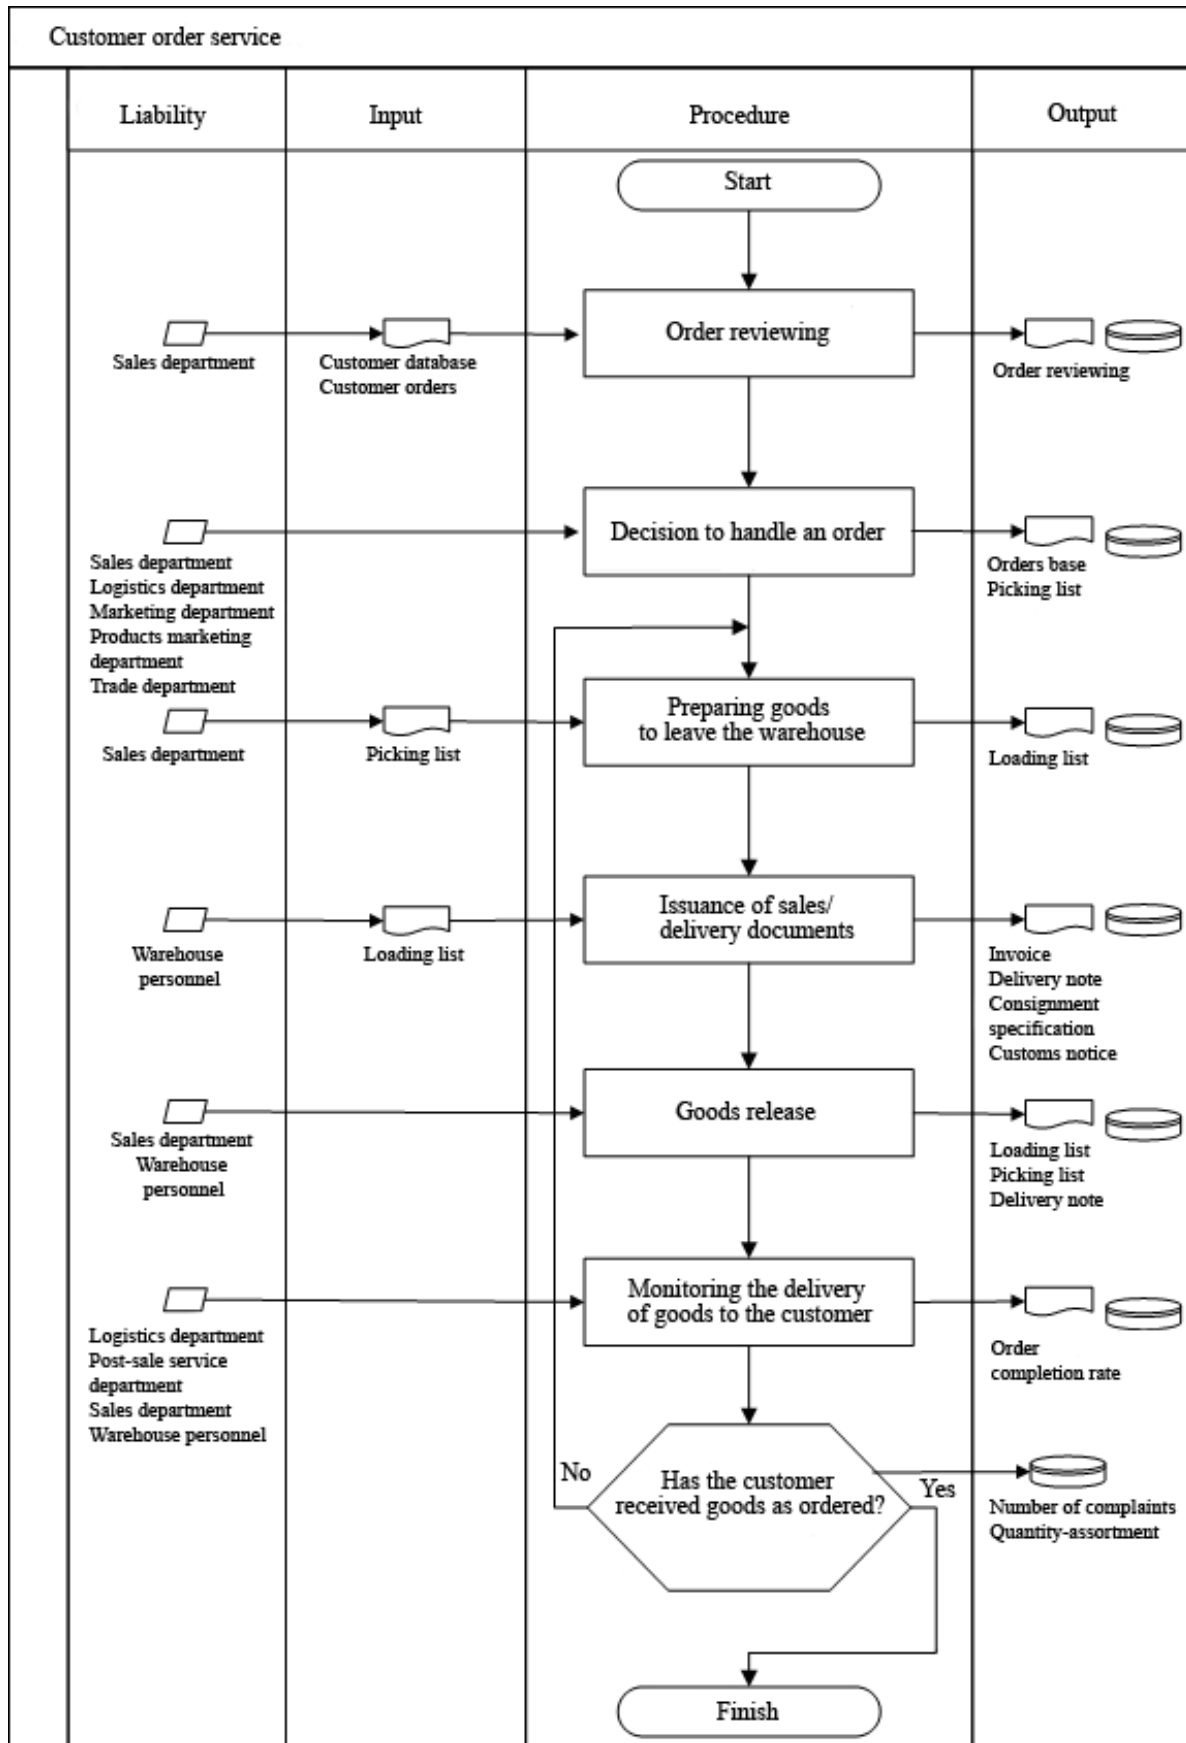 Customer order service
Liability
Input
Procedure
Output
Start
Sales department
Customer database
Customer orders
Order reviewing
Order reviewing
Sales department
Logistics department
Marketing department
Products marketing
department
Trade department
Decision to handle an order
Orders base
Picking list
Sales department
Picking list
Preparing goods
to leave the warehouse
Loading list
Warehouse
personnel
Loading list
Issuance of sales/
delivery documents
Invoice
Delivery note
Consignment
specification
Customs notice
Sales department
Warehouse
personnel
Goods release
Loading list
Picking list
Delivery note
Logistics department
Post-sale service
department
Sales department
Warehouse personnel
Monitoring the delivery
of goods to the customer
Order
completion rate
No
Has the customer
received goods as ordered?
Yes
Number of complaints
Quantity-assortment
Finish